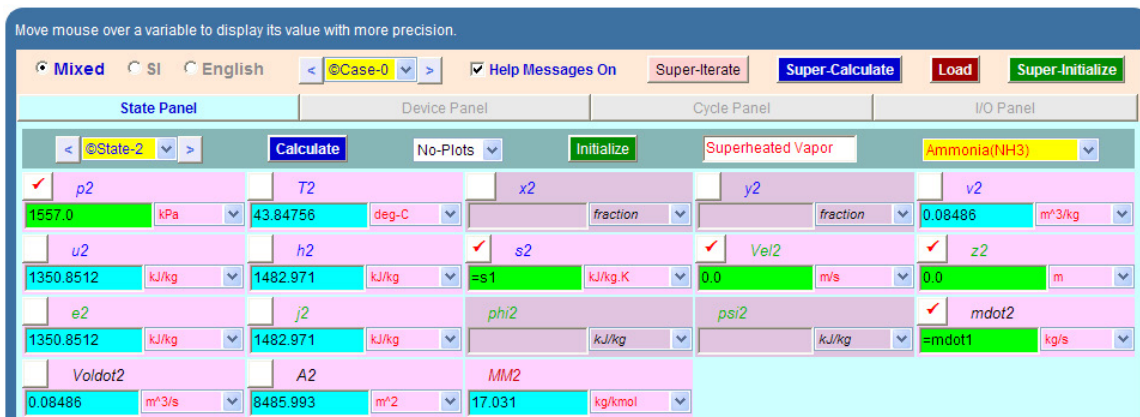 Move mouse over a variable to display its value with more precision.
Mixed SI English < ©Case-0 > Help Messages On Super-Iterate Super-Calculate Load Super-Initialize
State Panel Device Panel Cycle Panel I/O Panel
< ©State-2 > Calculate No-Plots Initialize Superheated Vapor Ammonia(NH3)
p2 T2 x2 y2 v2
1557.0 kPa 43.84756 deg-C fraction fraction 0.08486 m^3/kg
u2 h2 s2 Vel2 z2
1350.8512 kJ/kg 1482.971 kJ/kg =s1 kJ/kg.K 0.0 m/s 0.0 m
e2 j2 phi2 psi2 mdot2
1350.8512 kJ/kg 1482.971 kJ/kg kJ/kg kJ/kg =mdot1 kg/s
Voldot2 A2 MM2
0.08486 m^3/s 8485.993 m^2 17.031 kg/kmol